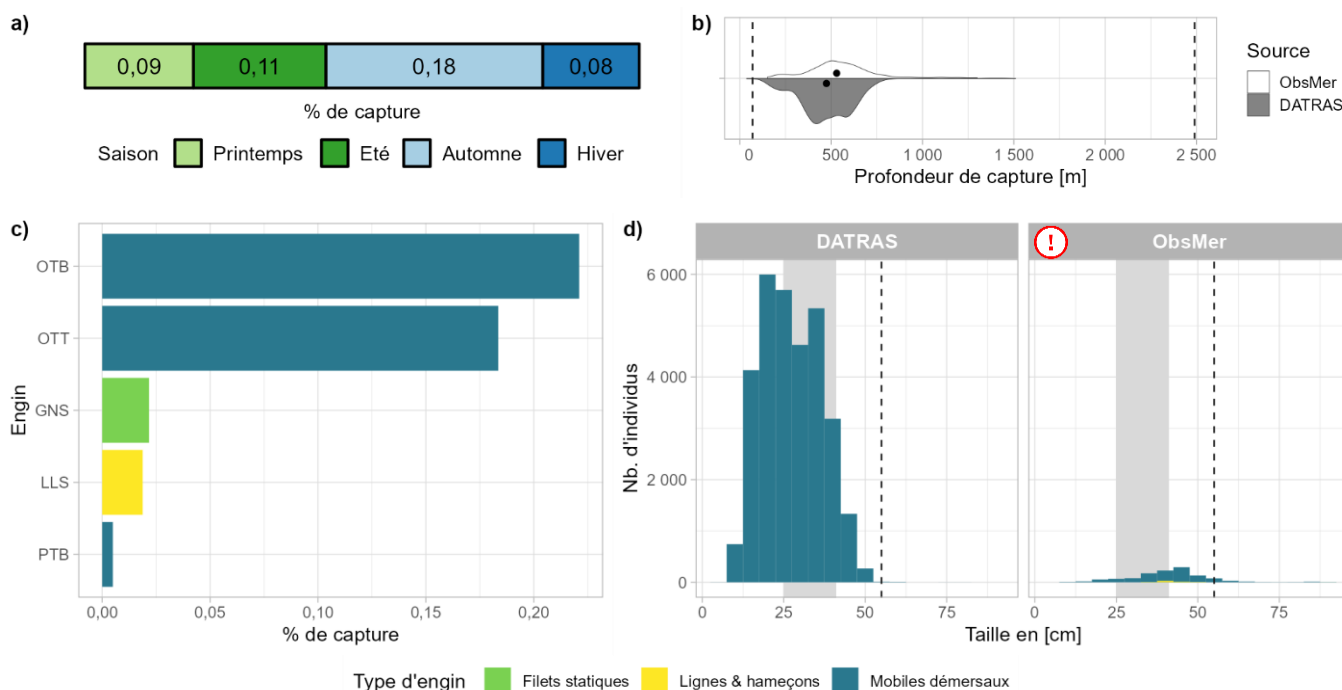 a)
0,09 0,11 0,18 0,08
% de capture
Saison Printemps Eté Automne Hiver
b)
0 500 1 000 1 500 2 000 2 500
Profondeur de capture [m]
Source
ObsMer
DATRAS
c)
Engin
OTB
OTT
GNS
LLS
PTB
0,00 0,05 0,10 0,15 0,20
% de capture
d)
DATRAS ! ObsMer
Nb. d'individus
6 000
4 000
2 000
0
0 25 50 75 0 25 50 75
Taille en [cm]
Type d'engin Filets statiques Lignes & hameçons Mobiles démersaux